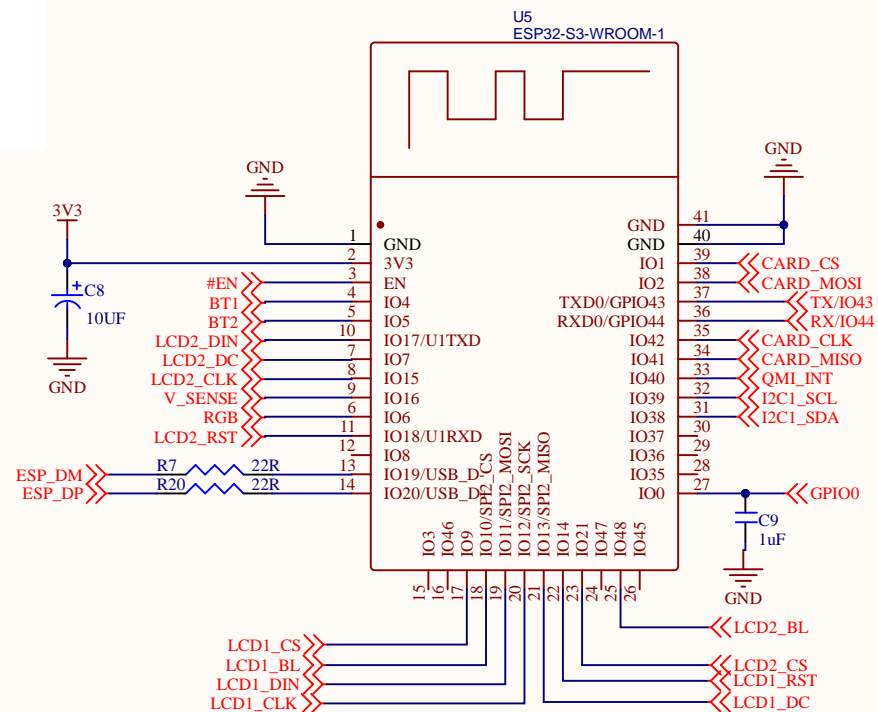 U5
ESP32-S3-WROOM-1
GND
GND
3V3
C8
10UF
GND
#EN
BT1
BT2
LCD2_DIN
LCD2_DC
LCD2_CLK
V_SENSE
RGB
LCD2_RST
ESP_DM
ESP_DP
R7 22R
R20 22R
1 GND
2 3V3
3 EN
4 IO4
5 IO5
10 IO17/U1TXD
7 IO7
8 IO15
9 IO16
6 IO6
11 IO18/U1RXD
12 IO8
13 IO19/USB_D
14 IO20/USB_D
GND 41
GND 40
IO1 39 CARD_CS
IO2 38 CARD_MOSI
TXD0/GPIO43 37 TX/IO43
RXD0/GPIO44 36 RX/IO44
IO42 35 CARD_CLK
IO41 34 CARD_MISO
IO40 33 QMI_INT
IO39 32 I2C1_SCL
IO38 31 I2C1_SDA
IO37 30
IO36 29
IO35 28
IO0 27 GPIO0
C9
1uF
GND
IO3 15
IO46 16
IO9 17
IO10/SPI2_CS 18
IO11/SPI2_MOSI 19
IO12/SPI2_SCK 20
IO13/SPI2_MISO 21
IO14 22
IO21 23
IO47 24
IO48 25
IO45 26
LCD1_CS
LCD1_BL
LCD1_DIN
LCD1_CLK
LCD2_BL
LCD2_CS
LCD1_RST
LCD1_DC